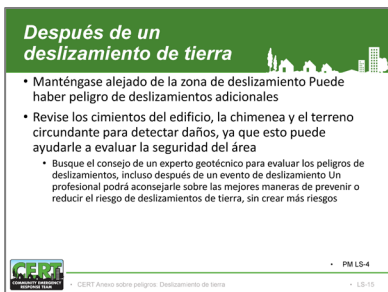 Después de un
deslizamiento de tierra
• Manténgase alejado de la zona de deslizamiento Puede
haber peligro de deslizamientos adicionales
• Revise los cimientos del edificio, la chimenea y el terreno
circundante para detectar daños, ya que esto puede
ayudarle a evaluar la seguridad del área
• Busque el consejo de un experto geotécnico para evaluar los peligros de
deslizamientos, incluso después de un evento de deslizamiento Un
profesional podrá aconsejarle sobre las mejores maneras de prevenir o
reducir el riesgo de deslizamientos de tierra, sin crear más riesgos
• PM LS-4
CERT
COMMUNITY EMERGENCY
RESPONSE TEAM
• CERT Anexo sobre peligros: Deslizamiento de tierra
• LS-15